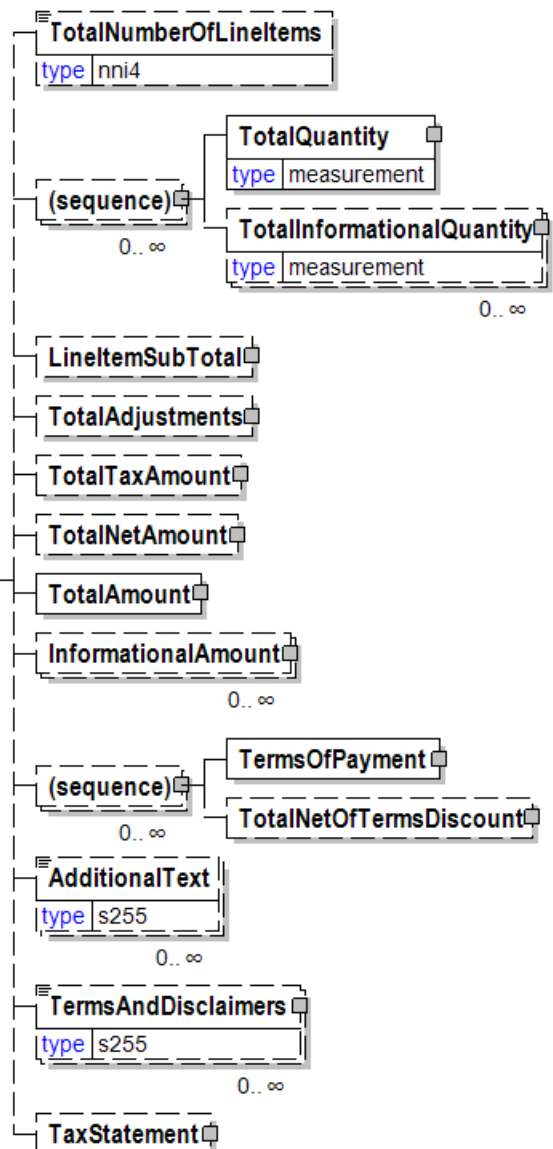 TotalNumberOfLineItems
type nni4
TotalQuantity
type measurement
(sequence)
0.. ∞
TotalInformationalQuantity
type measurement
0.. ∞
LineItemSubTotal
TotalAdjustments
TotalTaxAmount
TotalNetAmount
TotalAmount
InformationalAmount
0.. ∞
TermsOfPayment
(sequence)
0.. ∞
TotalNetOfTermsDiscount
AdditionalText
type s255
0.. ∞
TermsAndDisclaimers
type s255
0.. ∞
TaxStatement